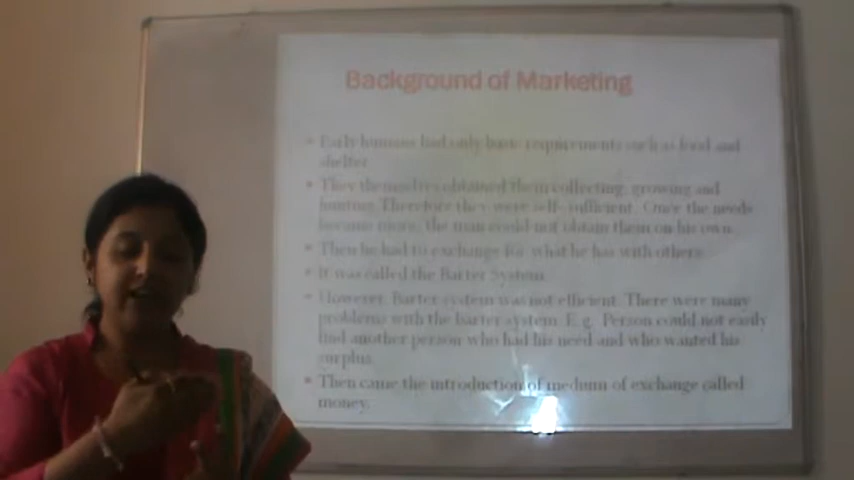 Background of Marketing
• Early humans had only basic requirements such as food and
shelter.
• They themselves obtained them collecting, growing and
hunting. Therefore they were self-sufficient. Once the needs
became more, the man could not obtain them on his own.
• Then he had to exchange for what he has with others.
• It was called the Barter System.
• However, Barter system was not efficient. There were many
problems with the barter system. E.g. Person could not easily
find another person who had his need and who wanted his
surplus.
• Then came the introduction of medium of exchange called
money.